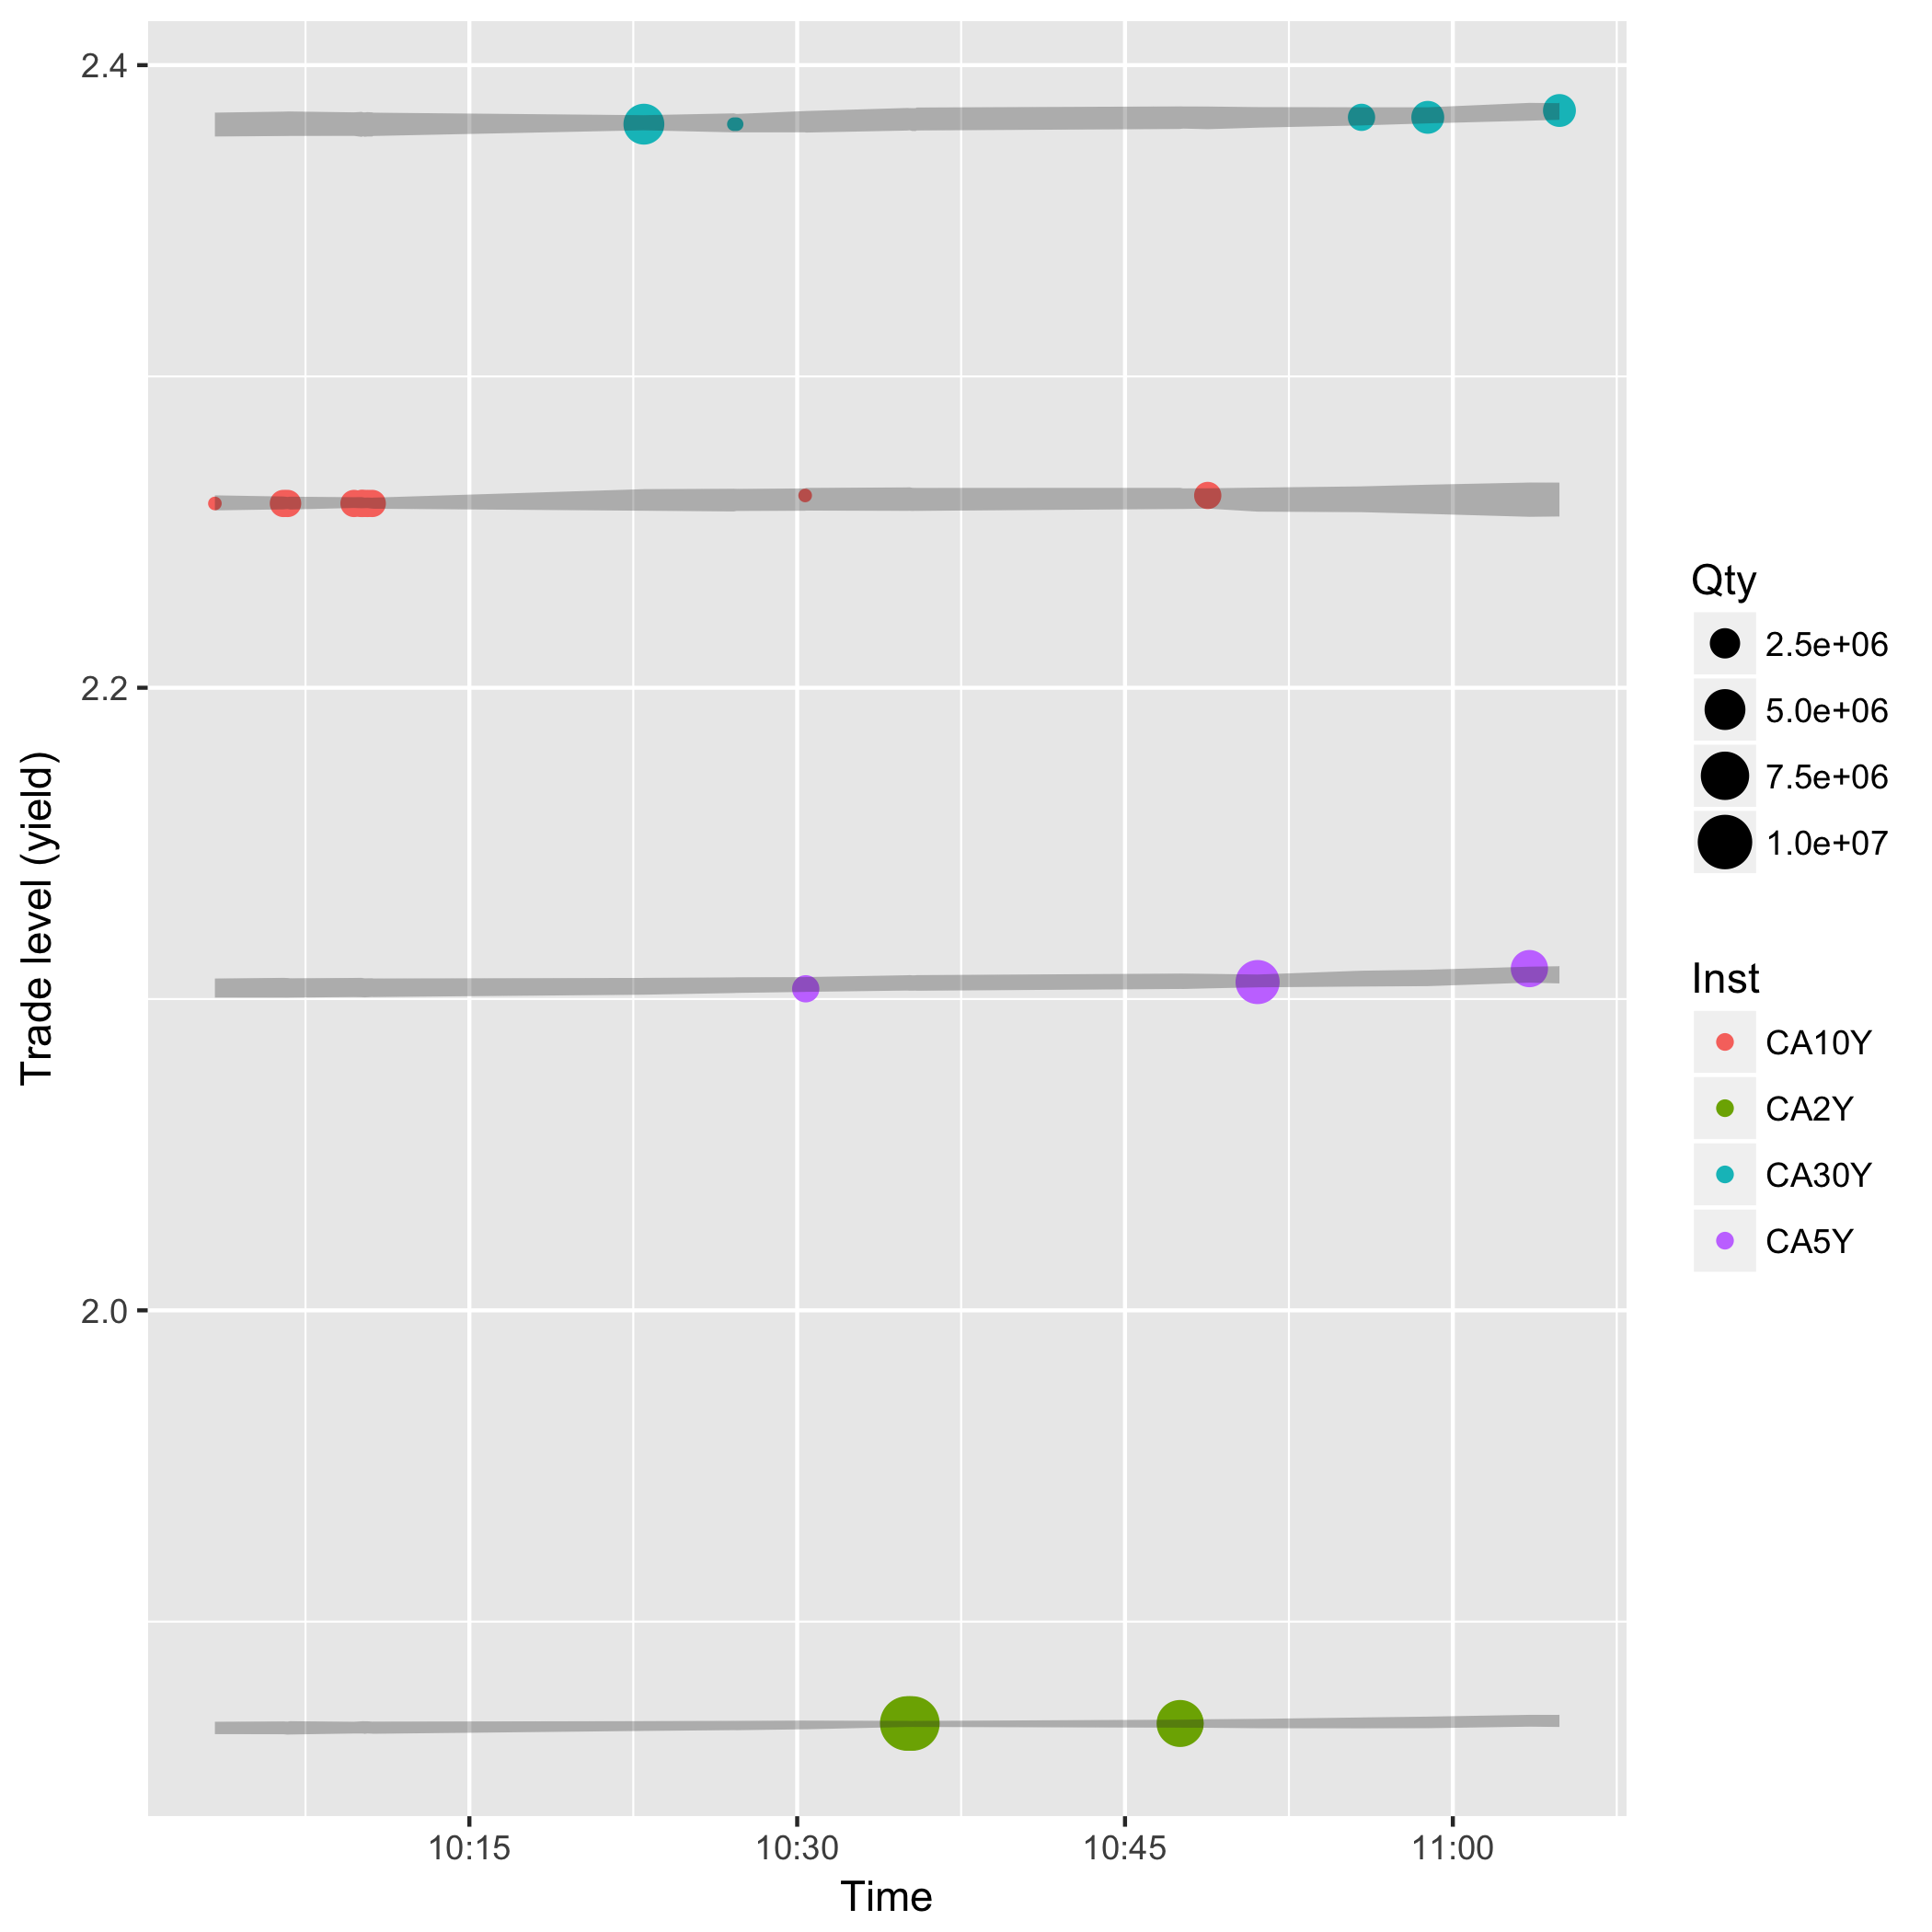 2.4
2.2
2.0
Trade level (yield)
10:15
10:30
10:45
11:00
Time
Qty
2.5e+06
5.0e+06
7.5e+06
1.0e+07
Inst
CA10Y
CA2Y
CA30Y
CA5Y